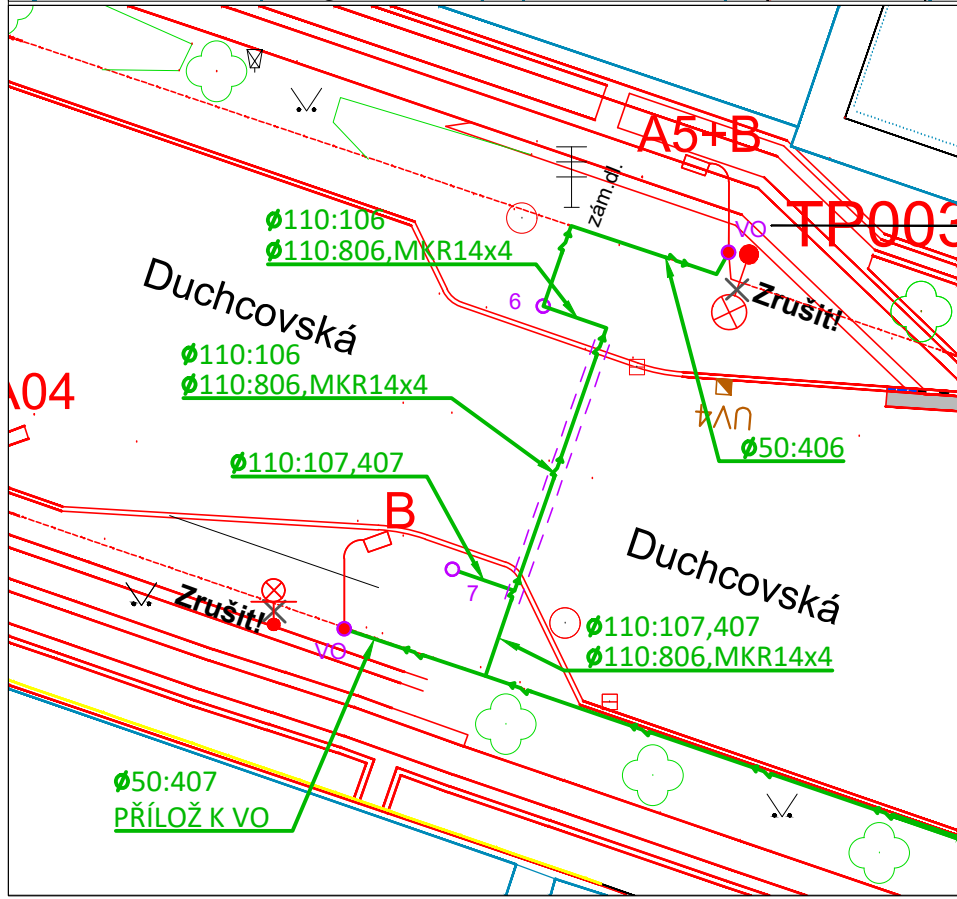 A5+B
zám.dl.
ø110:106
ø110:806,MKR14x4
VO
TP003
Duchcovská
6
Zrušit!
ø110:106
ø110:806,MKR14x4
A04
UV4
ø50:406
ø110:107,407
B
Duchcovská
7
Zrušit!
ø110:107,407
ø110:806,MKR14x4
VO
ø50:407
PŘÍLOŽ K VO